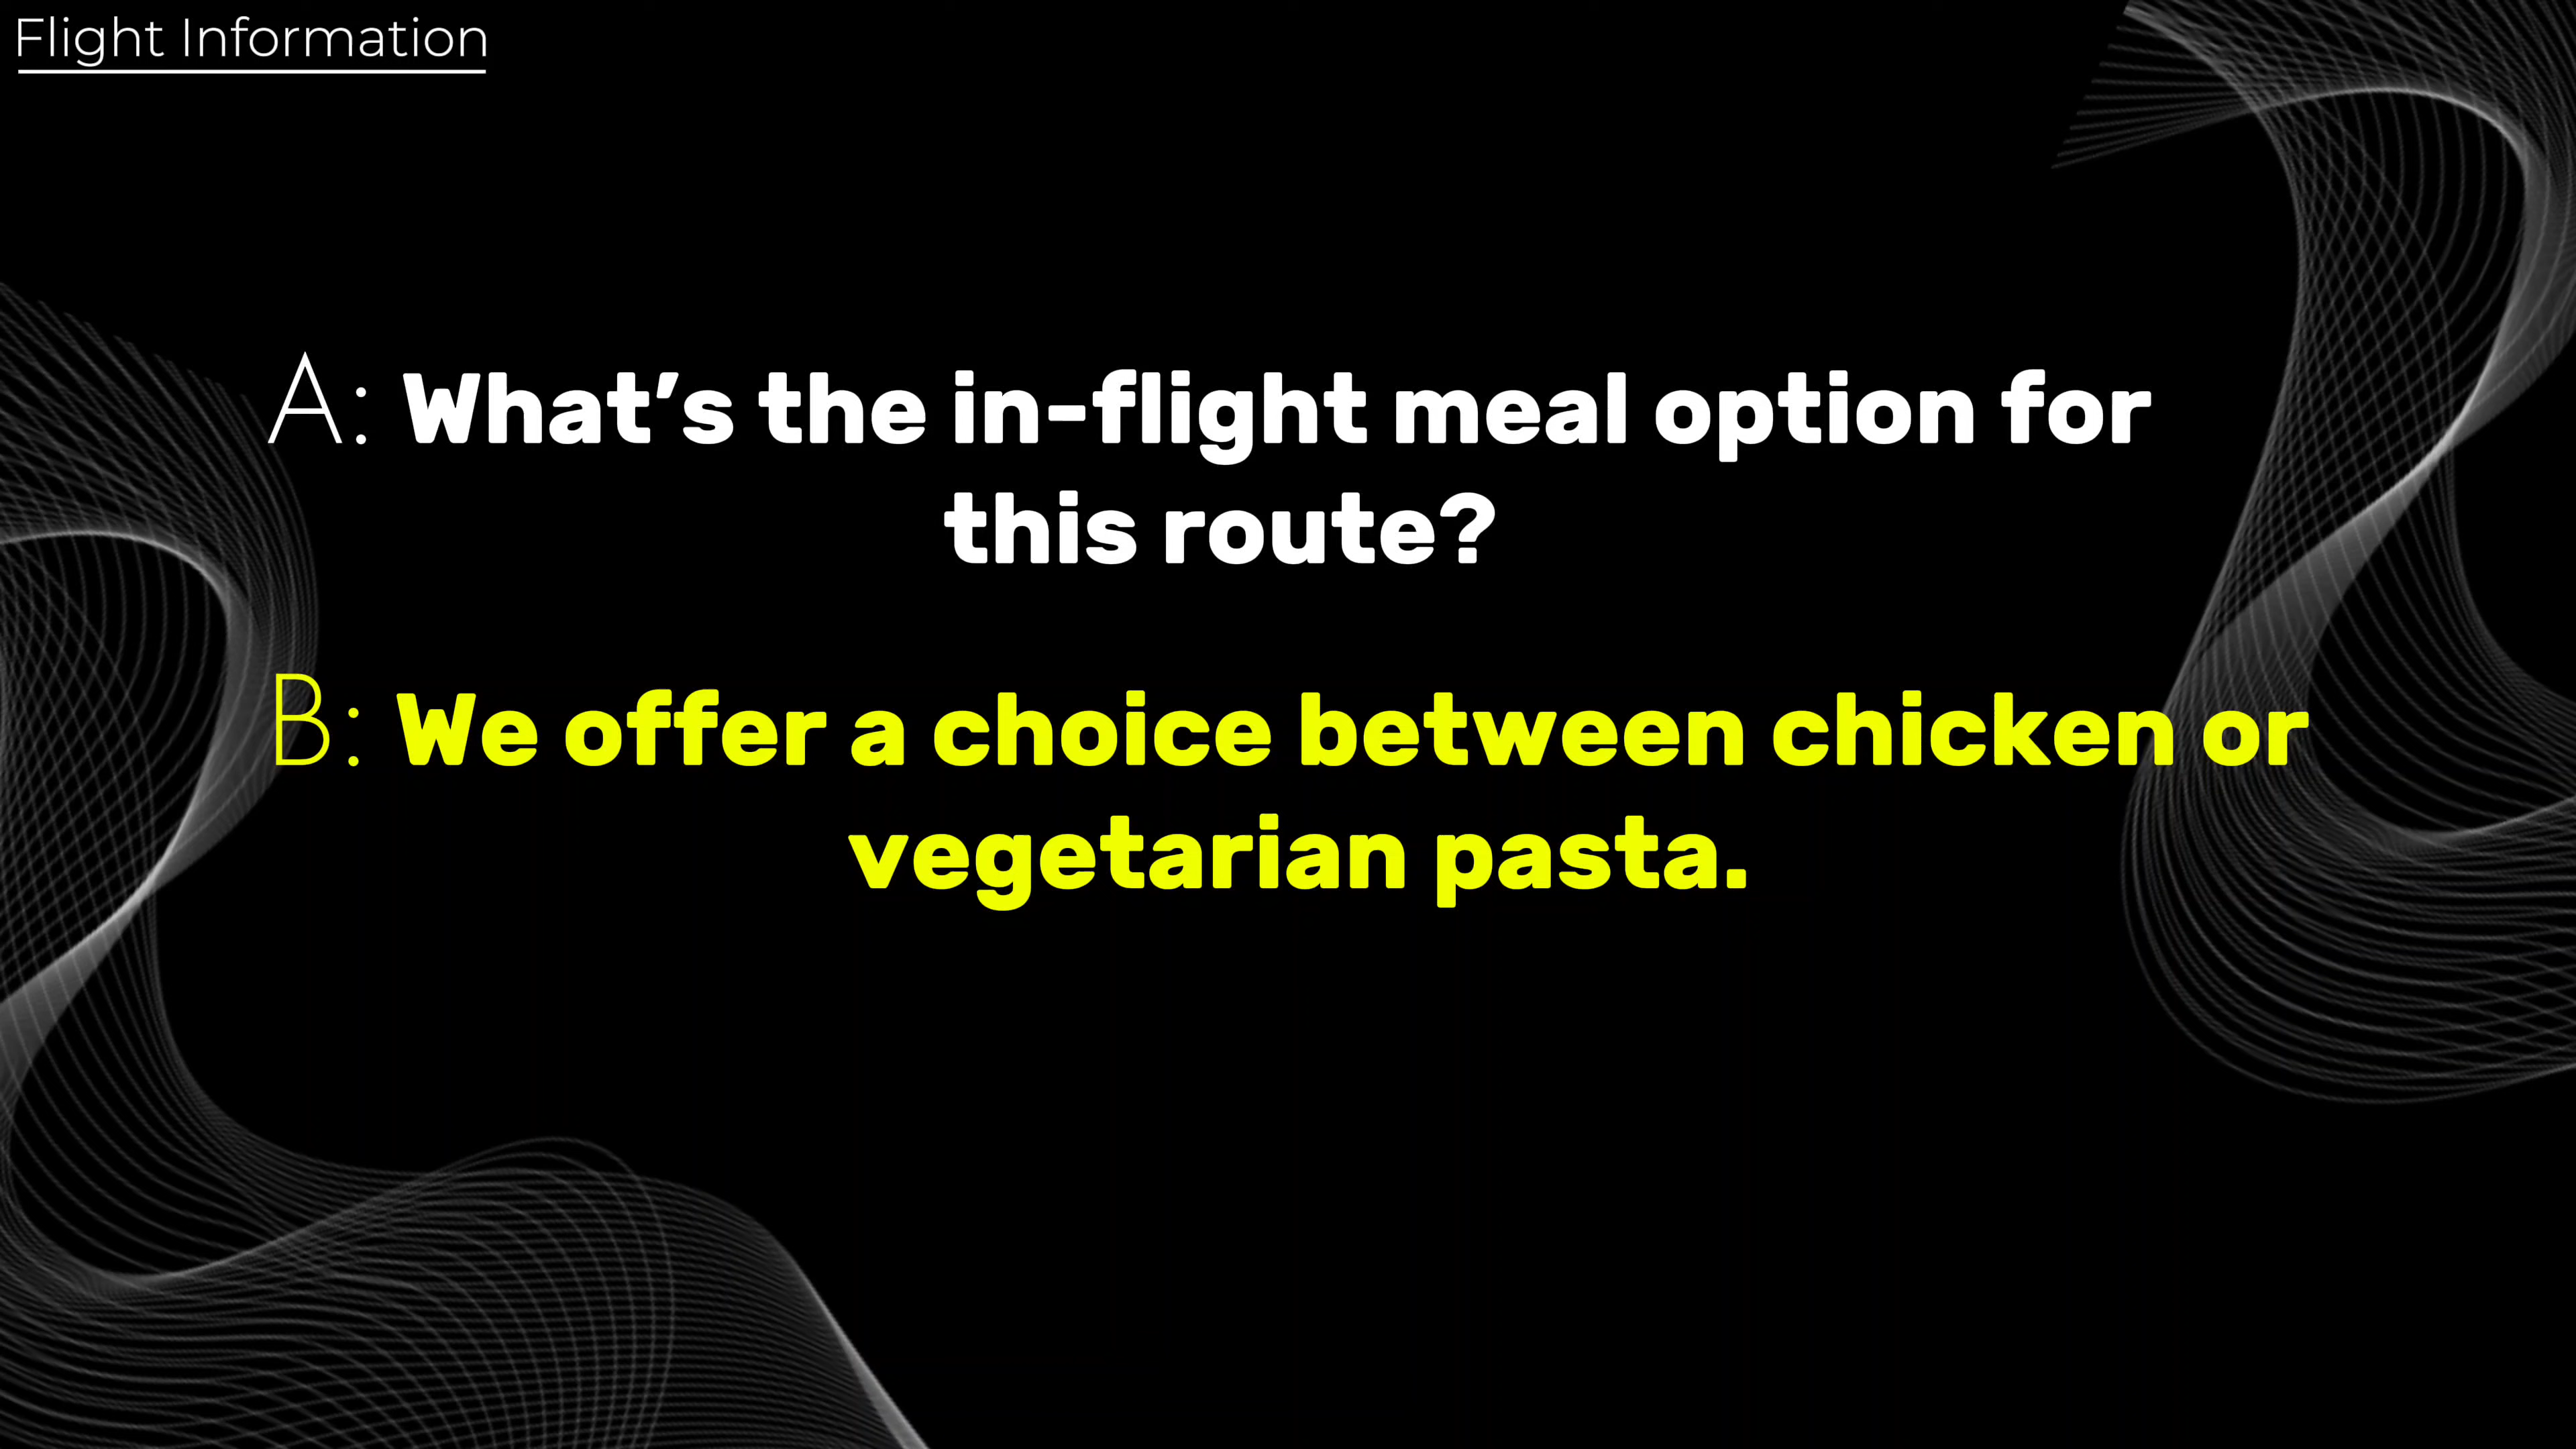 Flight Information
A: What’s the in-flight meal option for
this route?
B: We offer a choice between chicken or
vegetarian pasta.